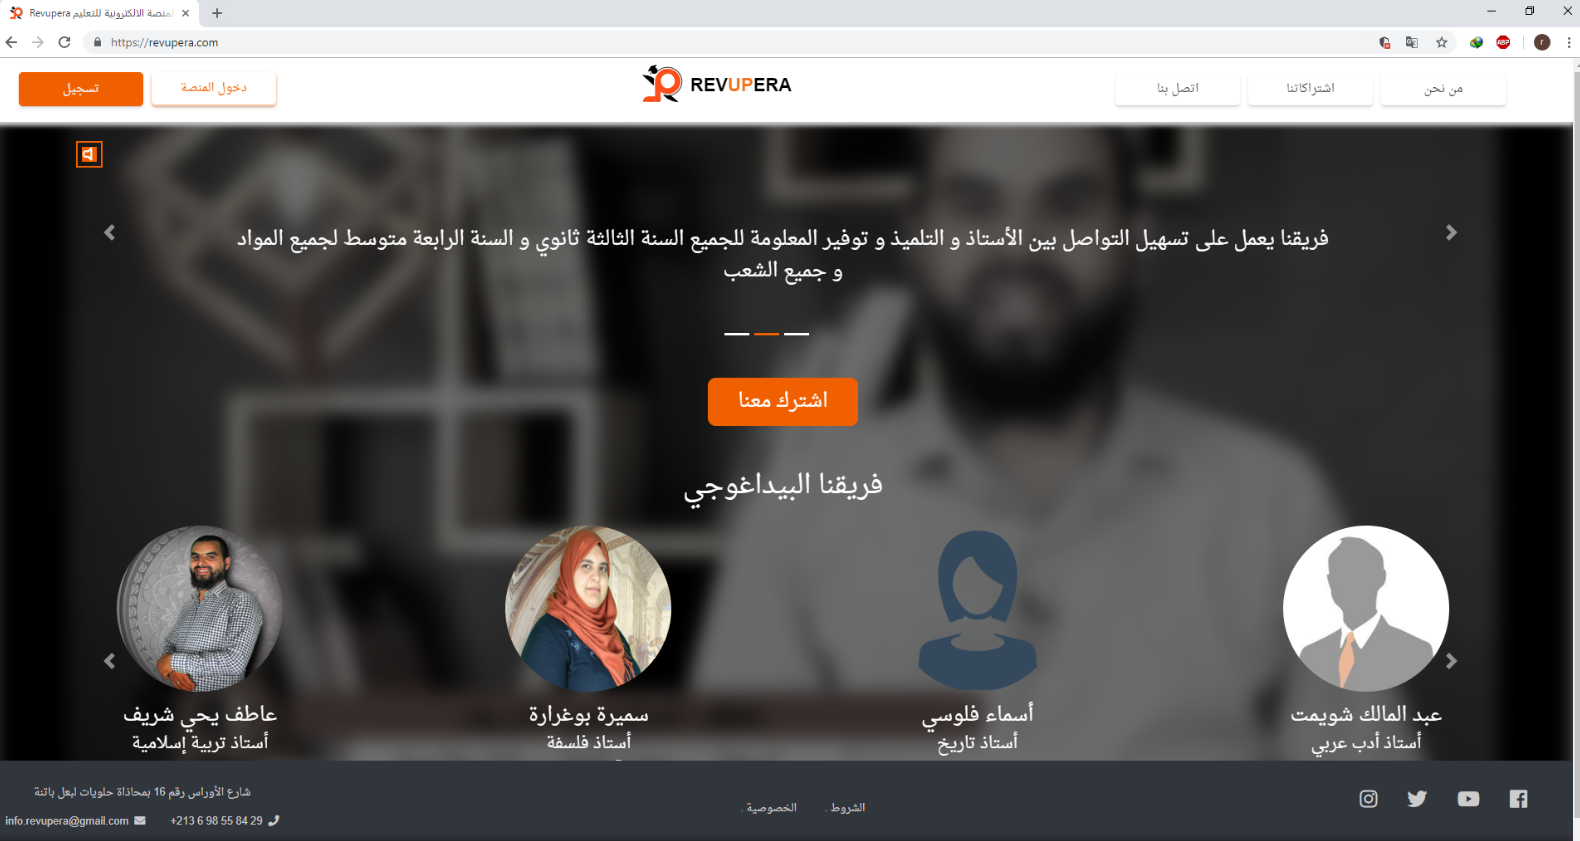 Revupera المنصة الالكترونية للتعليم
https://revupera.com
ABP
r
من نحن
اشتراكاتنا
اتصل بنا
REVUPERA
دخول المنصة
تسجيل
فريقنا يعمل على تسهيل التواصل بين الأستاذ و التلميذ و توفير المعلومة للجميع السنة الثالثة ثانوي و السنة الرابعة متوسط لجميع المواد
و جميع الشعب
اشترك معنا
فريقنا البيداغوجي
عبد المالك شويمت
أستاذ أدب عربي
أسماء فلوسي
أستاذ تاريخ
سميرة بوغرارة
أستاذ فلسفة
عاطف يحي شريف
أستاذ تربية إسلامية
الشروط .
الخصوصية .
شارع الأوراس رقم 16 بمحاذاة حلويات لبعل باتنة
+213 6 98 55 84 29
info.revupera@gmail.com